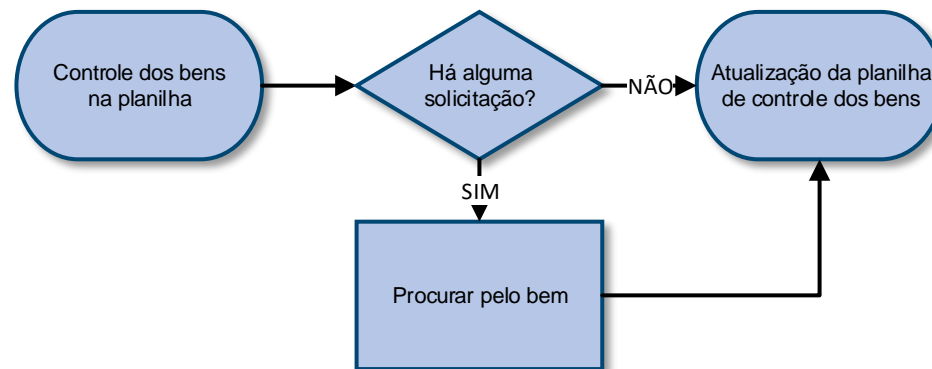 Controle dos bens
na planilha
Há alguma
solicitação?
NÃO
Atualização da planilha
de controle dos bens
SIM
Procurar pelo bem